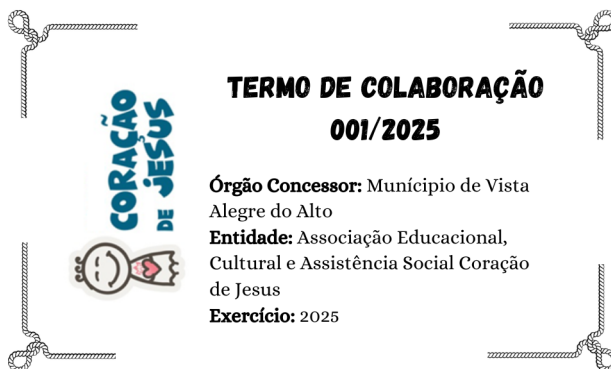 CORAÇÃO
DE JESUS
TERMO DE COLABORAÇÃO
001/2025
Órgão Concessor: Munícipio de Vista
Alegre do Alto
Entidade: Associação Educacional,
Cultural e Assistência Social Coração
de Jesus
Exercício: 2025